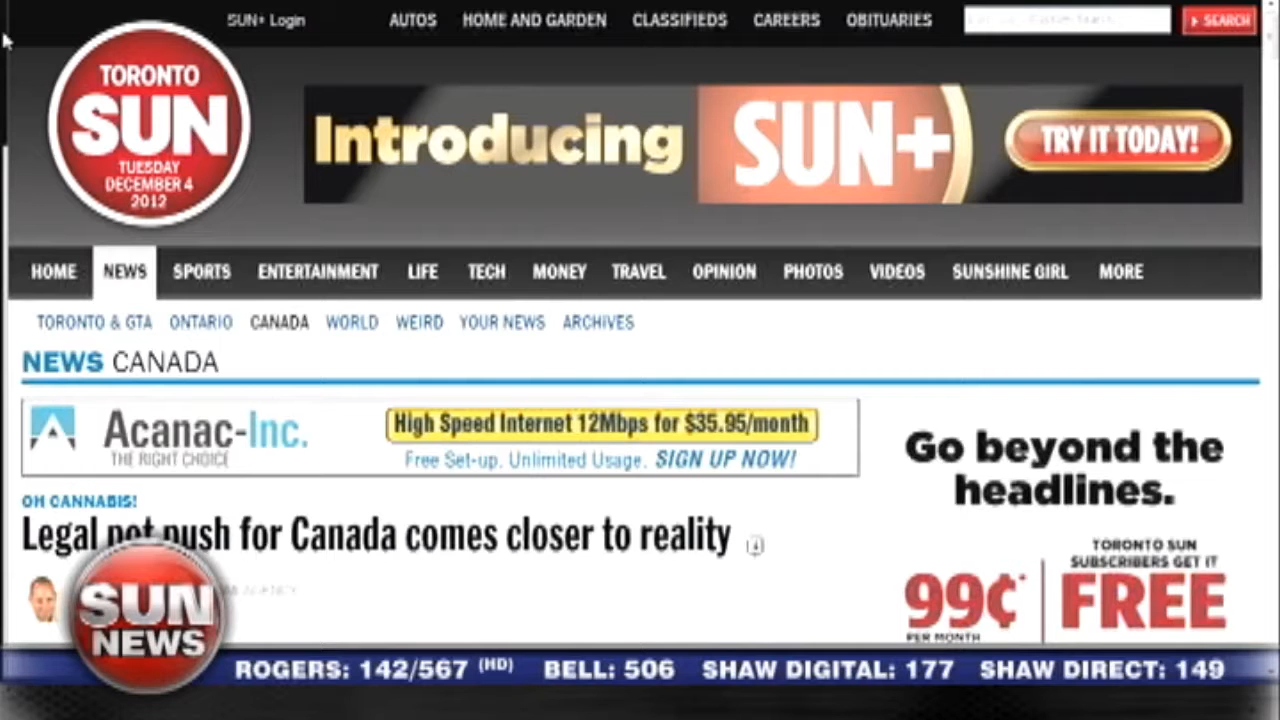 SUN+ Login AUTOS HOME AND GARDEN CLASSIFIEDS CAREERS OBITUARIES SEARCH
TORONTO
SUN
TUESDAY
DECEMBER 4
2012
Introducing SUN+ TRY IT TODAY!
HOME NEWS SPORTS ENTERTAINMENT LIFE TECH MONEY TRAVEL OPINION PHOTOS VIDEOS SUNSHINE GIRL MORE
TORONTO & GTA ONTARIO CANADA WORLD WEIRD YOUR NEWS ARCHIVES
NEWS CANADA
Acanac-Inc.
THE RIGHT CHOICE
High Speed Internet 12Mbps for $35.95/month
Free Set-up. Unlimited Usage. SIGN UP NOW!
Go beyond the
headlines.
OH CANNABIS!
Legal pot push for Canada comes closer to reality
TORONTO SUN
SUBSCRIBERS GET IT
99¢* FREE
PER MONTH
SUN
NEWS
ROGERS: 142/567 (HD) BELL: 506 SHAW DIGITAL: 177 SHAW DIRECT: 149